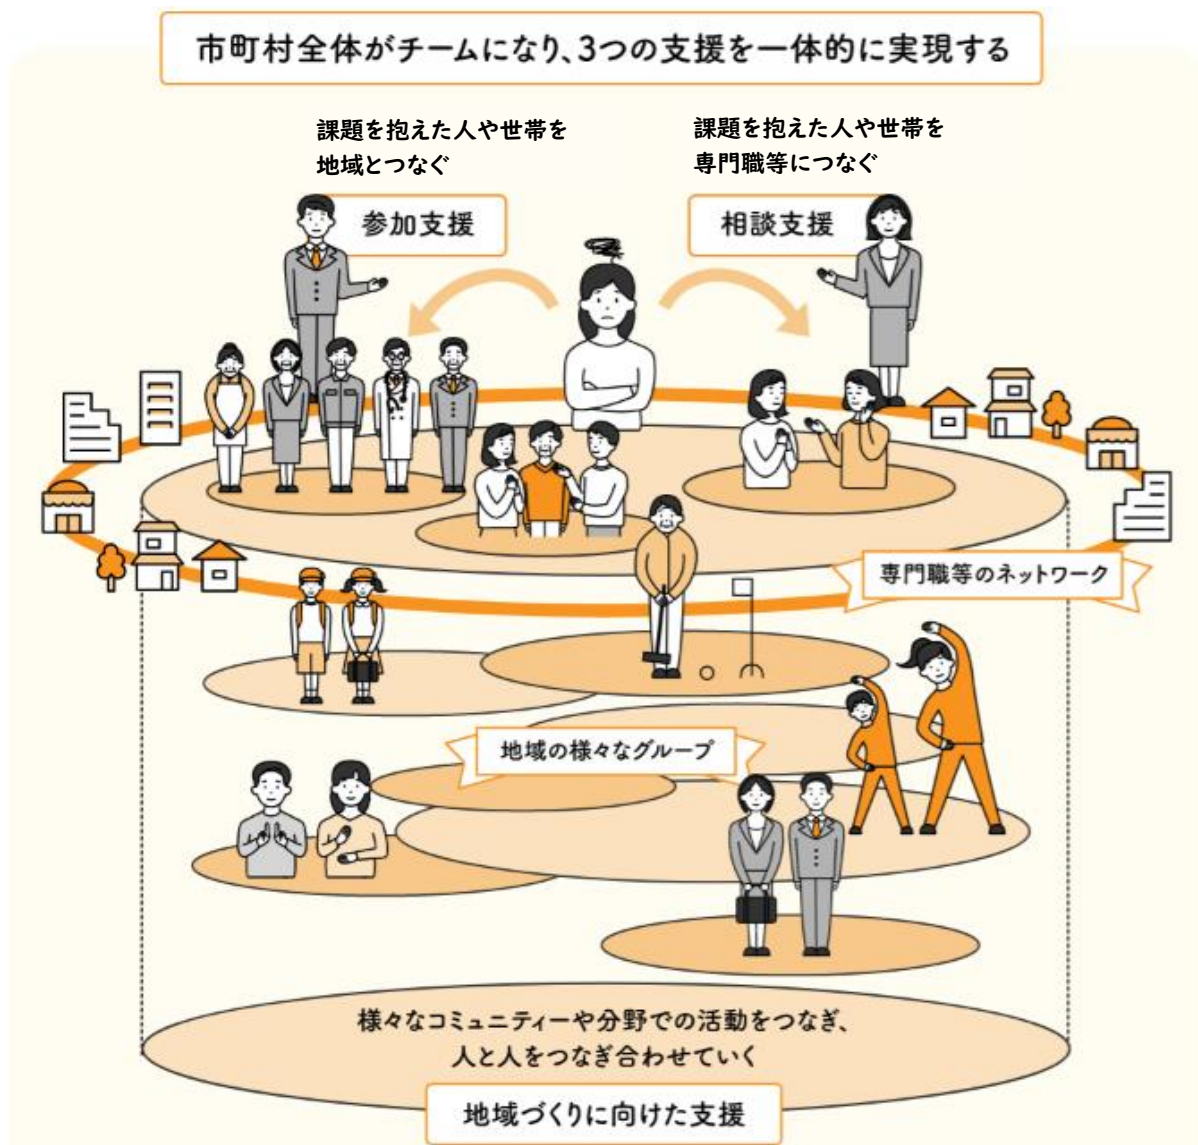 市町村全体がチームになり、3つの支援を一体的に実現する
課題を抱えた人や世帯を
地域とつなぐ
課題を抱えた人や世帯を
専門職等につなぐ
参加支援
相談支援
専門職等のネットワーク
地域の様々なグループ
様々なコミュニティーや分野での活動をつなぎ、
人と人をつなぎ合わせていく
地域づくりに向けた支援